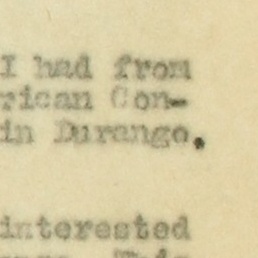 I had from
rican Con-
in Durango.
interested